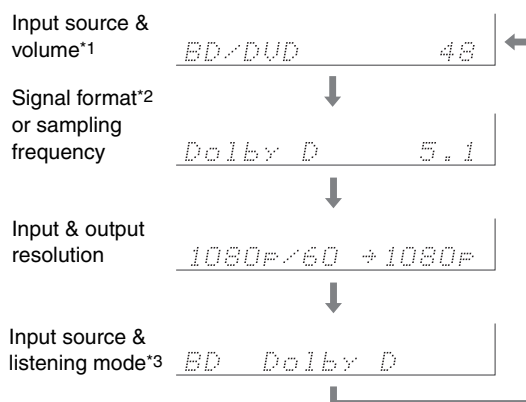 Input source &
volume*1
BD/DVD 48
Signal format*2
or sampling
frequency
Dolby D 5.1
Input & output
resolution
1080p/60 →1080p
Input source &
listening mode*3
BD Dolby D